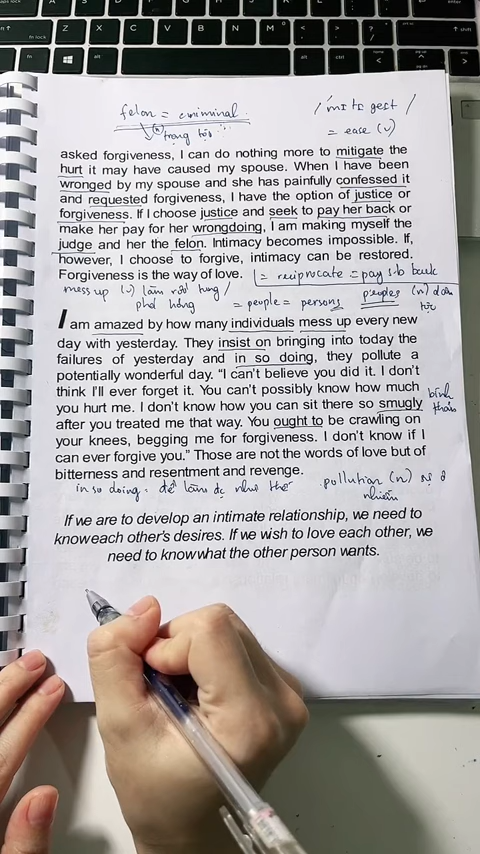 felon = criminal
/ˈmɪtɪgeɪt/
(n)
trọng tội
= ease (v)
asked forgiveness, I can do nothing more to mitigate the
hurt it may have caused my spouse. When I have been
wronged by my spouse and she has painfully confessed it
and requested forgiveness, I have the option of justice or
forgiveness. If I choose justice and seek to pay her back or
make her pay for her wrongdoing, I am making myself the
judge and her the felon. Intimacy becomes impossible. If,
however, I choose to forgive, intimacy can be restored.
Forgiveness is the way of love.
= reciprocate = pay s.b back
mess up (v) làm rối tung /
phá hỏng
= people = persons
peoples (n) dân
tộc
I am amazed by how many individuals mess up every new
day with yesterday. They insist on bringing into today the
failures of yesterday and in so doing, they pollute a
potentially wonderful day. “I can’t believe you did it. I don’t
think I’ll ever forget it. You can’t possibly know how much
you hurt me. I don’t know how you can sit there so smugly
after you treated me that way. You ought to be crawling on
your knees, begging me for forgiveness. I don’t know if I
can ever forgive you.” Those are not the words of love but of
bitterness and resentment and revenge.
bình
thản
in so doing: để làm đc như thế
pollution (n) sự ô
nhiễm
If we are to develop an intimate relationship, we need to
know each other’s desires. If we wish to love each other, we
need to know what the other person wants.